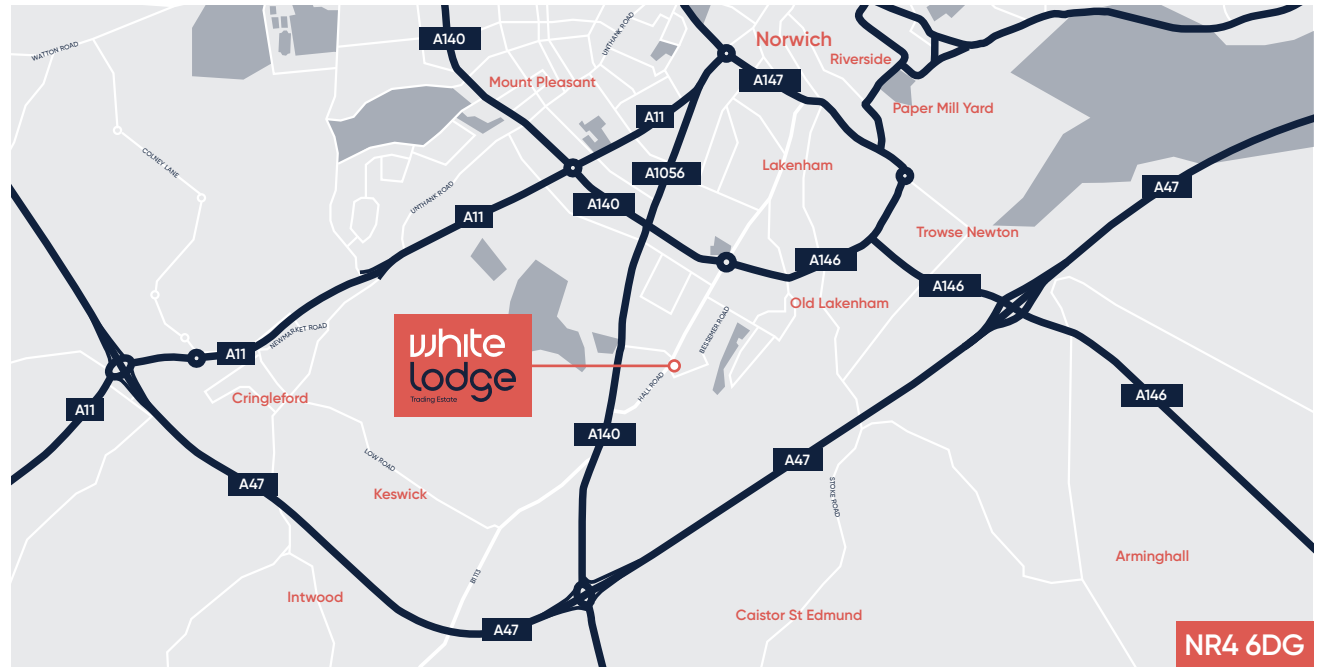 A140
UNTHANK ROAD
Norwich
WATTON ROAD
Riverside
Mount Pleasant
A147
Paper Mill Yard
A11
COLNEY LANE
Lakenham
A1056
A47
UNTHANK ROAD
A140
A11
Trowse Newton
A146
A146
Old Lakenham
NEWMARKET ROAD
BESSEMER ROAD
white
lodge
Trading Estate
A11
HALL ROAD
Cringleford
A146
A11
A140
LOW ROAD
A47
A47
Keswick
STOKE ROAD
Arminghall
B1113
Intwood
Caistor St Edmund
A47
NR4 6DG